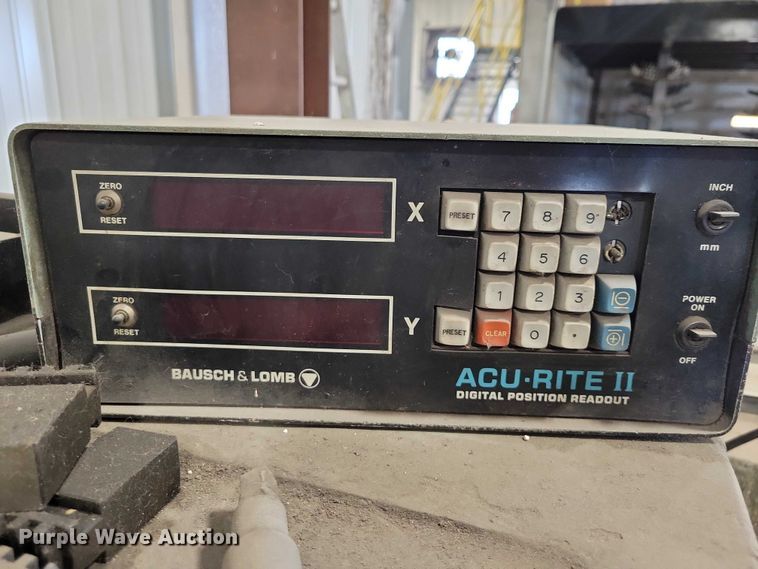 ZERO
RESET
X
PRESET 7 8 9
4 5 6
1 2 3
ZERO
RESET
Y
PRESET CLEAR 0 .
INCH
mm
POWER
ON
OFF
BAUSCH & LOMB
ACU·RITE II
DIGITAL POSITION READOUT
Purple Wave Auction